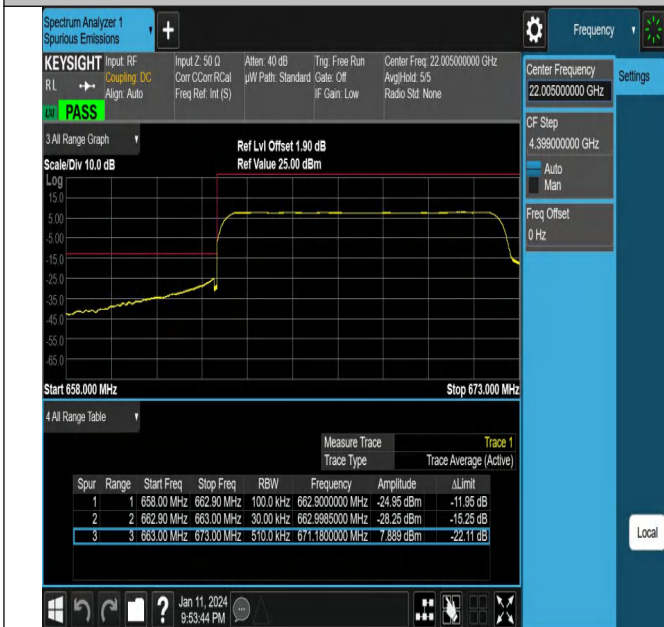 Spectrum Analyzer 1
Spurious Emissions
Frequency
KEYSIGHT Input: RF Input Z: 50 Ω Atten: 40 dB Trig: Free Run Center Freq: 22.005000000 GHz
RL Coupling: DC Corr CCorr RCal µW Path: Standard Gate: Off Avg|Hold: 5/5
Align: Auto Freq Ref: Int (S) IF Gain: Low Radio Std: None
PASS
Center Frequency
22.005000000 GHz
Settings
CF Step
4.399000000 GHz
Auto
Man
Freq Offset
0 Hz
3 All Range Graph
Ref Lvl Offset 1.90 dB
Scale/Div 10.0 dB Ref Value 25.00 dBm
Log
15.0
5.00
-5.00
-15.0
-25.0
-35.0
-45.0
-55.0
-65.0
Start 658.000 MHz Stop 673.000 MHz
4 All Range Table
Measure Trace Trace 1
Trace Type Trace Average (Active)
Spur Range Start Freq Stop Freq RBW Frequency Amplitude ΔLimit
1 1 658.00 MHz 662.90 MHz 100.0 kHz 662.9000000 MHz -24.95 dBm -11.95 dB
2 2 662.90 MHz 663.00 MHz 30.00 kHz 662.9985000 MHz -28.25 dBm -15.25 dB
3 3 663.00 MHz 673.00 MHz 510.0 kHz 671.1800000 MHz 7.889 dBm -22.11 dB
Local
Jan 11, 2024
9:53:44 PM